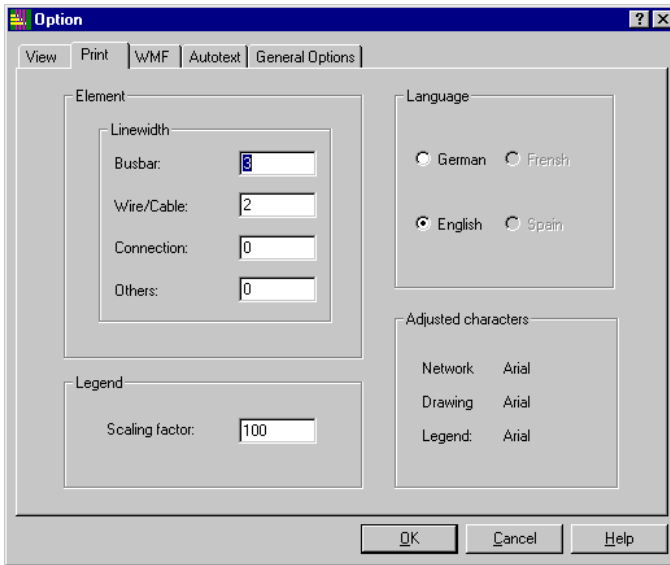 Option
View Print WMF Autotext General Options
Element
Linewidth
Busbar: 3
Wire/Cable: 2
Connection: 0
Others: 0
Legend
Scaling factor: 100
Language
German Frensh
English Spain
Adjusted characters
Network Arial
Drawing Arial
Legend: Arial
OK Cancel Help